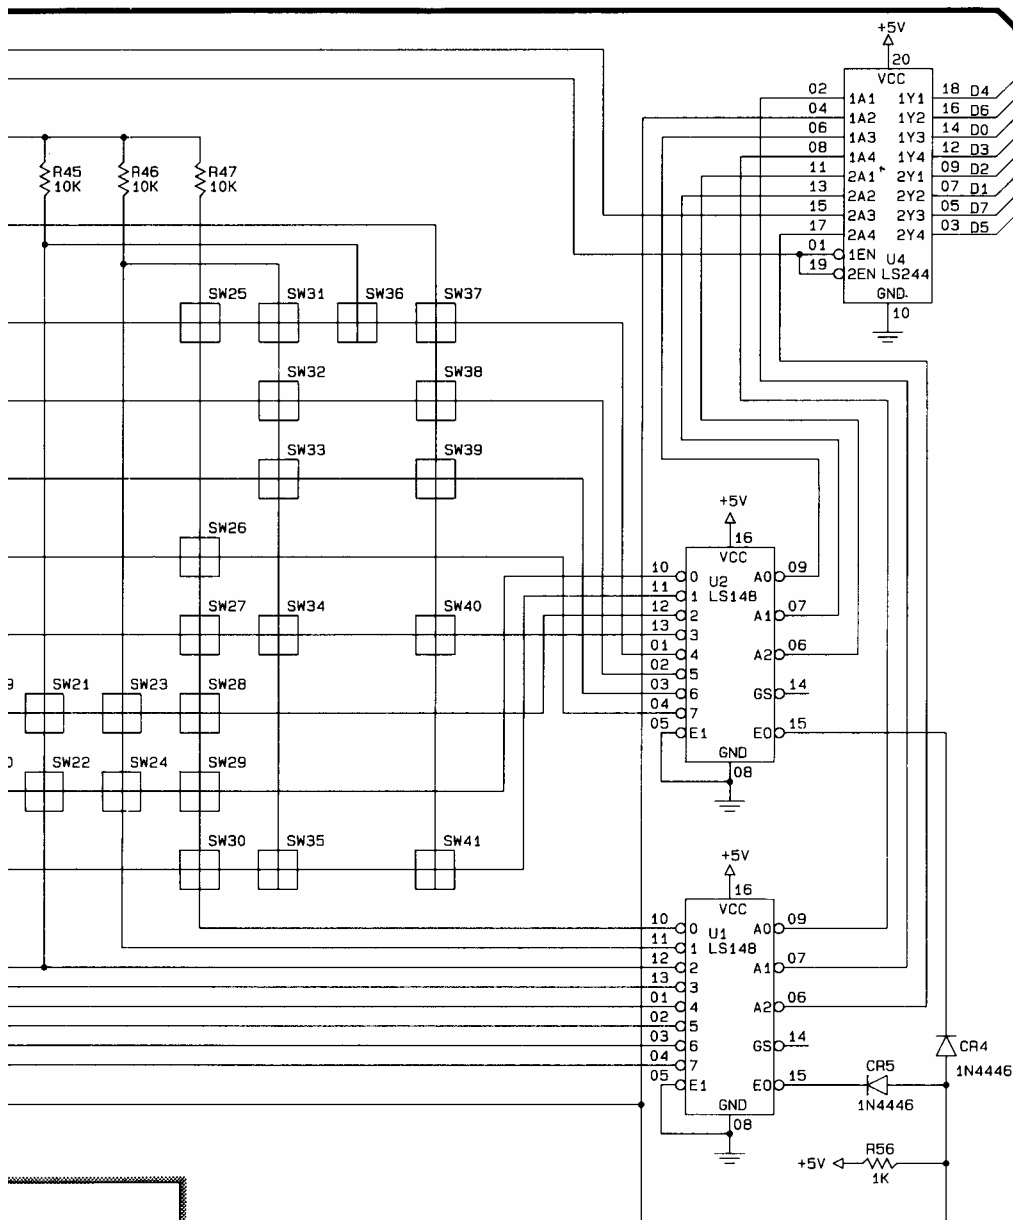 +5V
20
VCC
02 1A1 1Y1 18 D4
04 1A2 1Y2 16 D6
06 1A3 1Y3 14 D0
08 1A4 1Y4 12 D3
11 2A1 2Y1 09 D2
13 2A2 2Y2 07 D1
15 2A3 2Y3 05 D7
17 2A4 2Y4 03 D5
01 1EN U4
19 2EN LS244
GND
10
R45
10K
R46
10K
R47
10K
SW25 SW31 SW36 SW37
SW32 SW38
SW33 SW39
SW26
SW27 SW34 SW40
9 SW21 SW23 SW28
0 SW22 SW24 SW29
SW30 SW35 SW41
+5V
16
VCC
10 0 U2 A0 09
11 1 LS148
12 2 A1 07
13 3
01 4 A2 06
02 5
03 6 GS 14
04 7
05 E1 E0 15
GND
08
+5V
16
VCC
10 0 U1 A0 09
11 1 LS148
12 2 A1 07
13 3
01 4 A2 06
02 5
03 6 GS 14
04 7
05 E1 E0 15
GND
08
CR4
1N4446
CR5
1N4446
+5V R56
1K